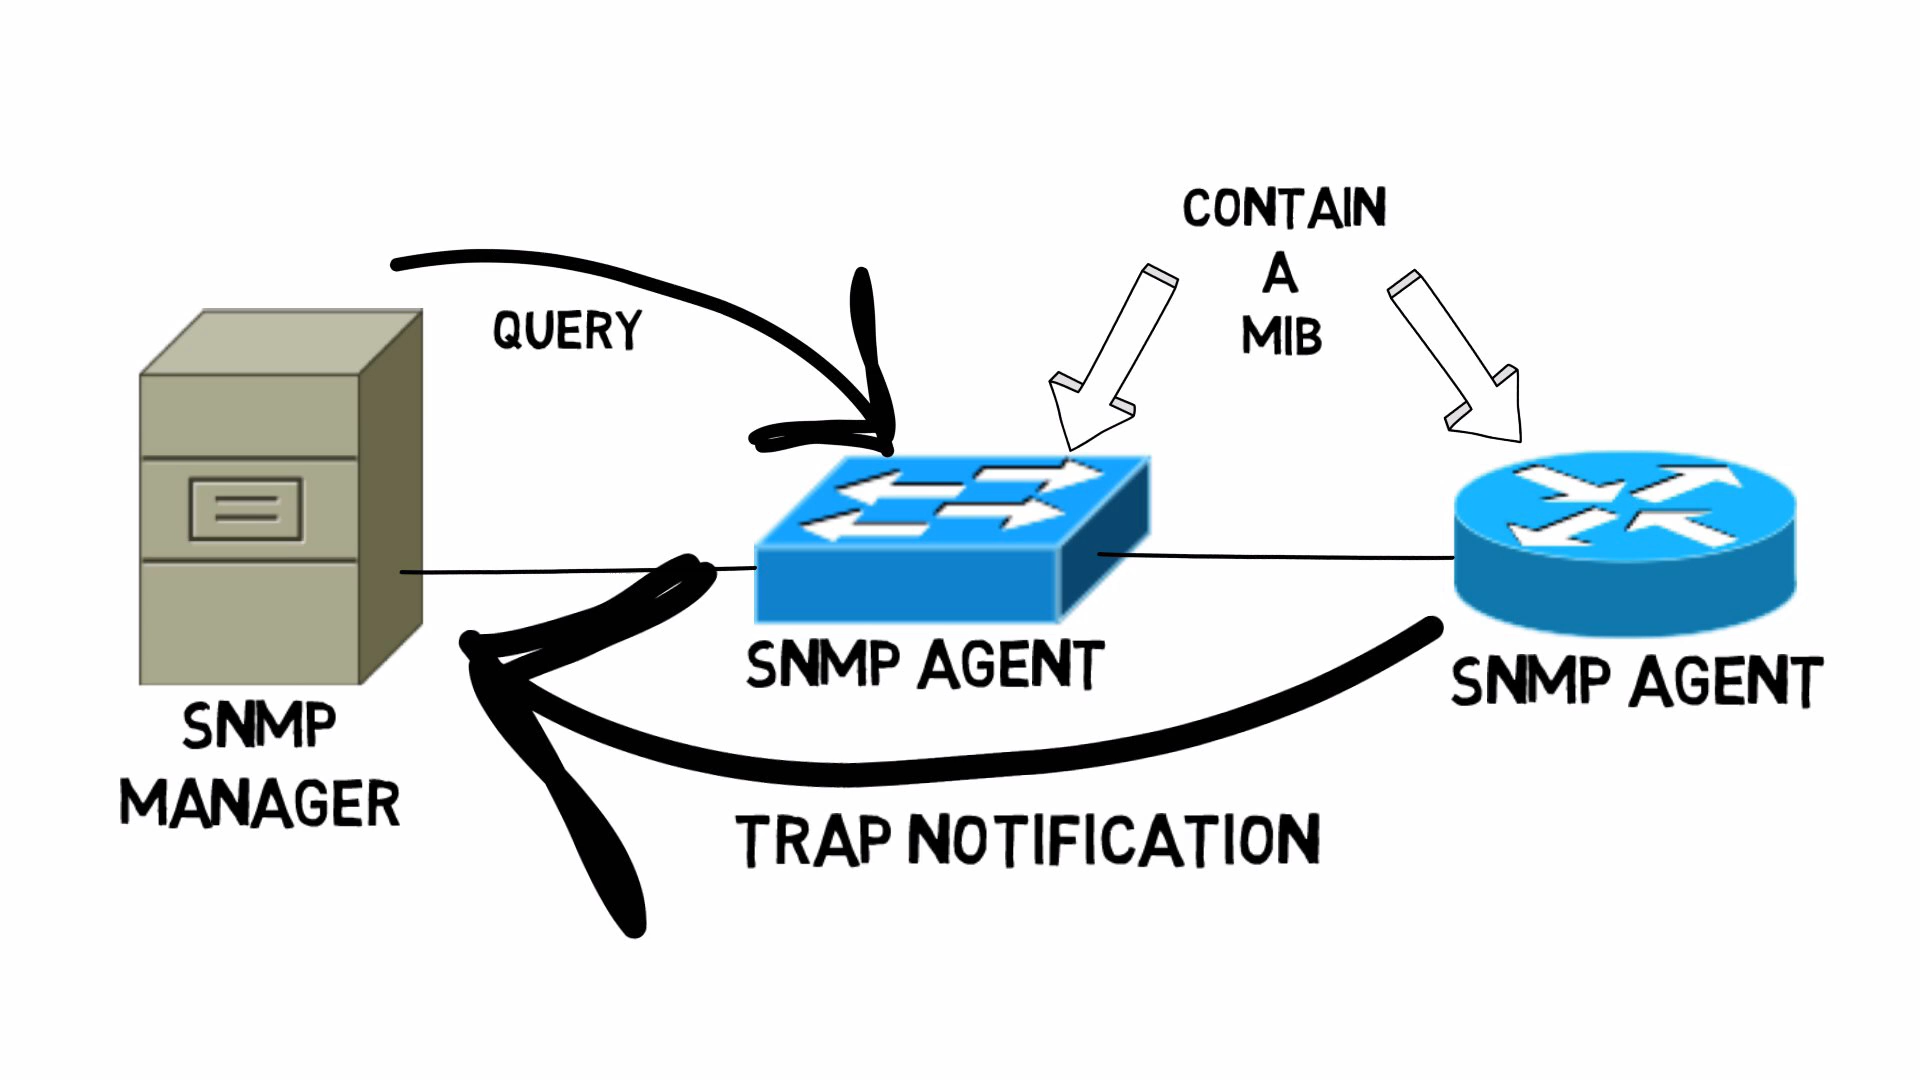 CONTAIN
A
MIB
QUERY
SNMP AGENT
SNMP AGENT
SNMP
MANAGER
TRAP NOTIFICATION